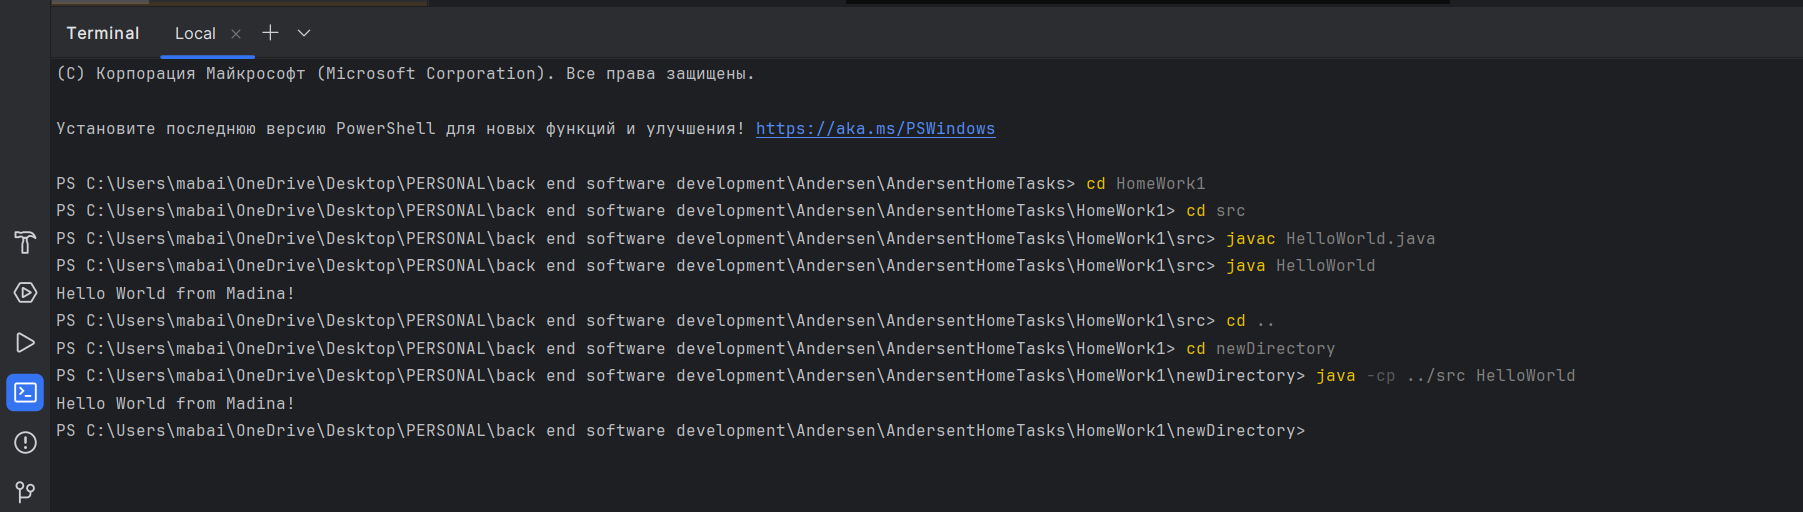 Terminal Local
(C) Корпорация Майкрософт (Microsoft Corporation). Все права защищены.
Установите последнюю версию PowerShell для новых функций и улучшения! https://aka.ms/PSWindows
PS C:\Users\mabai\OneDrive\Desktop\PERSONAL\back end software development\Andersen\AndersentHomeTasks> cd HomeWork1
PS C:\Users\mabai\OneDrive\Desktop\PERSONAL\back end software development\Andersen\AndersentHomeTasks\HomeWork1> cd src
PS C:\Users\mabai\OneDrive\Desktop\PERSONAL\back end software development\Andersen\AndersentHomeTasks\HomeWork1\src> javac HelloWorld.java
PS C:\Users\mabai\OneDrive\Desktop\PERSONAL\back end software development\Andersen\AndersentHomeTasks\HomeWork1\src> java HelloWorld
Hello World from Madina!
PS C:\Users\mabai\OneDrive\Desktop\PERSONAL\back end software development\Andersen\AndersentHomeTasks\HomeWork1\src> cd ..
PS C:\Users\mabai\OneDrive\Desktop\PERSONAL\back end software development\Andersen\AndersentHomeTasks\HomeWork1> cd newDirectory
PS C:\Users\mabai\OneDrive\Desktop\PERSONAL\back end software development\Andersen\AndersentHomeTasks\HomeWork1\newDirectory> java -cp ../src HelloWorld
Hello World from Madina!
PS C:\Users\mabai\OneDrive\Desktop\PERSONAL\back end software development\Andersen\AndersentHomeTasks\HomeWork1\newDirectory>